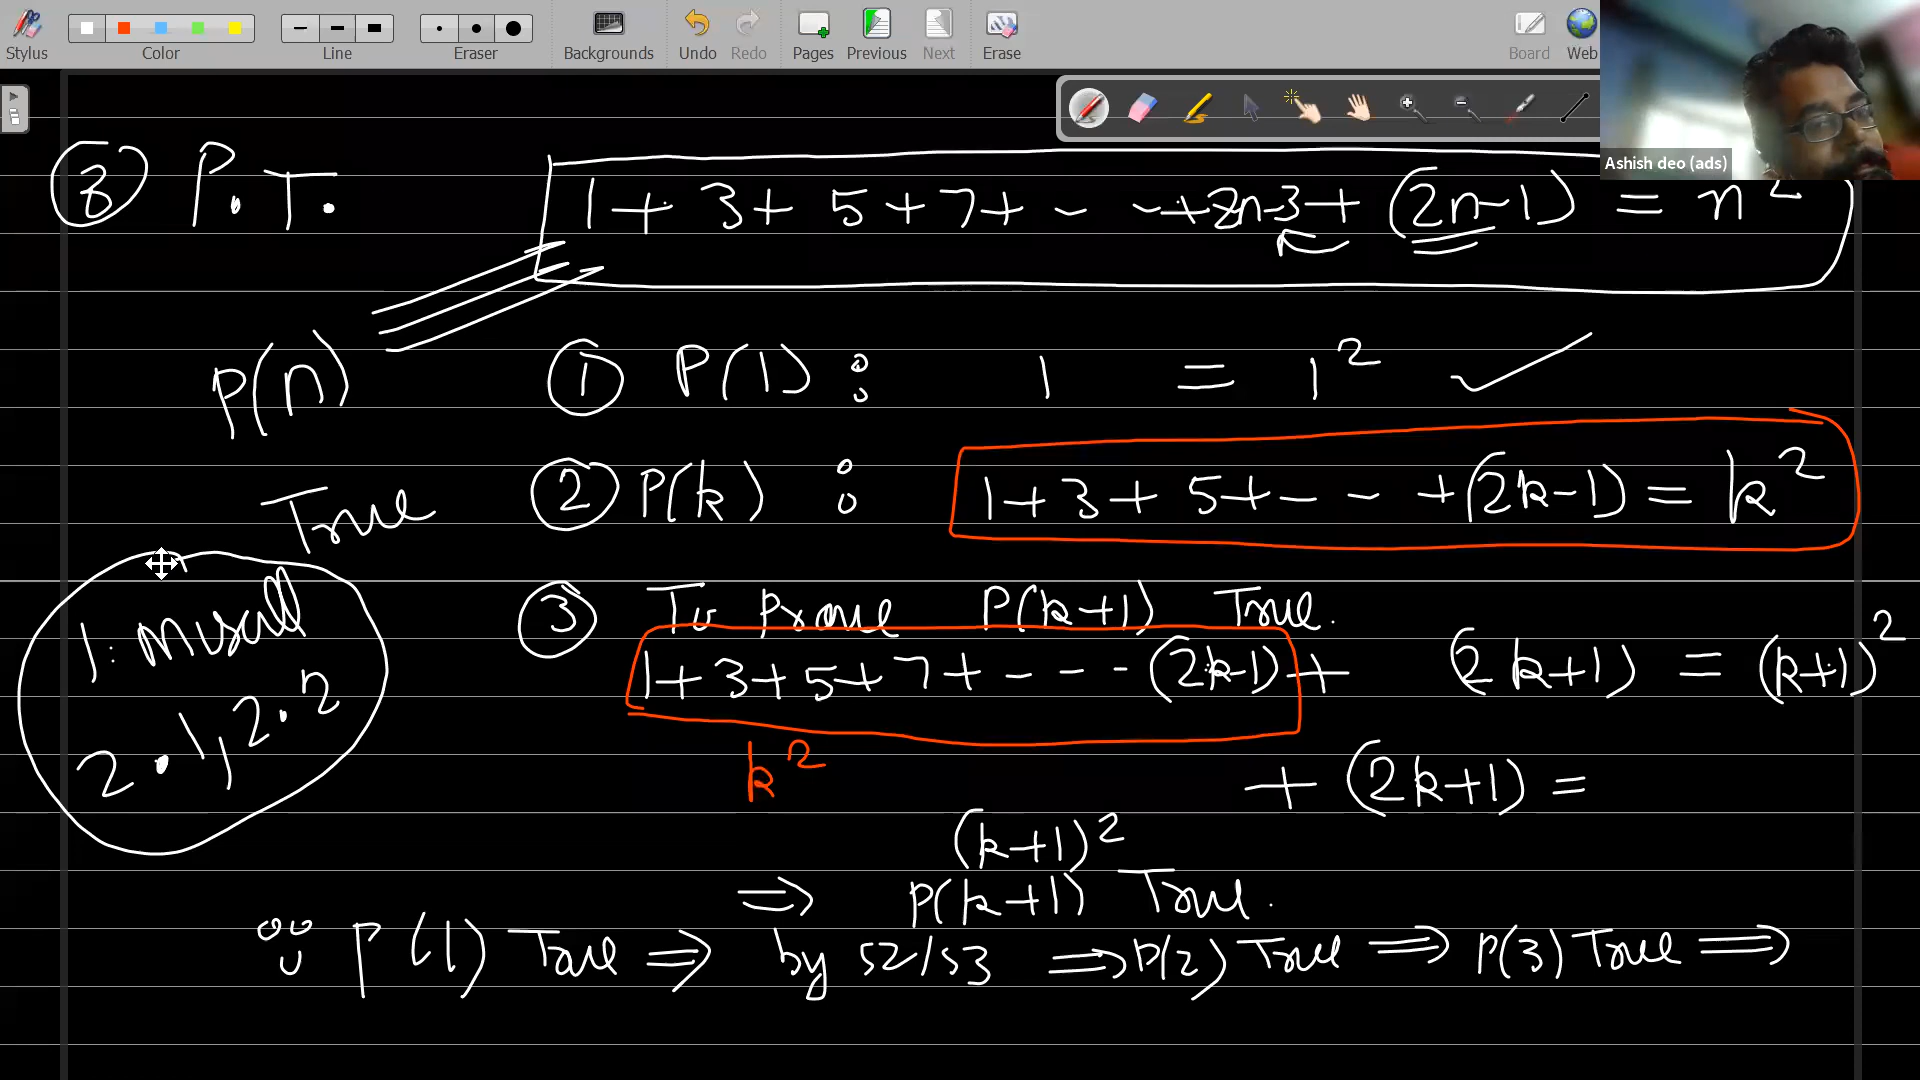 Stylus Color Line Eraser Backgrounds Undo Redo Pages Previous Next Erase Board Web
Ashish deo (ads)
3 P.T. 1 + 3 + 5 + 7 + - - + 2n-3 + (2n-1) = n²
P(n) ① P(1) : 1 = 1² ✓
True ② P(k) : 1 + 3 + 5 + - - + (2k-1) = k²
③ To Prove P(k+1) True.
1 + 3 + 5 + 7 + - - - (2k-1) + (2k+1) = (k+1)²
1:
2.1, 2.2
k² + (2k+1) =
(k+1)²
⇒ P(k+1) True.
∵ P(1) True ⇒ by S2/S3 ⇒ P(2) True ⇒ P(3) True ⇒